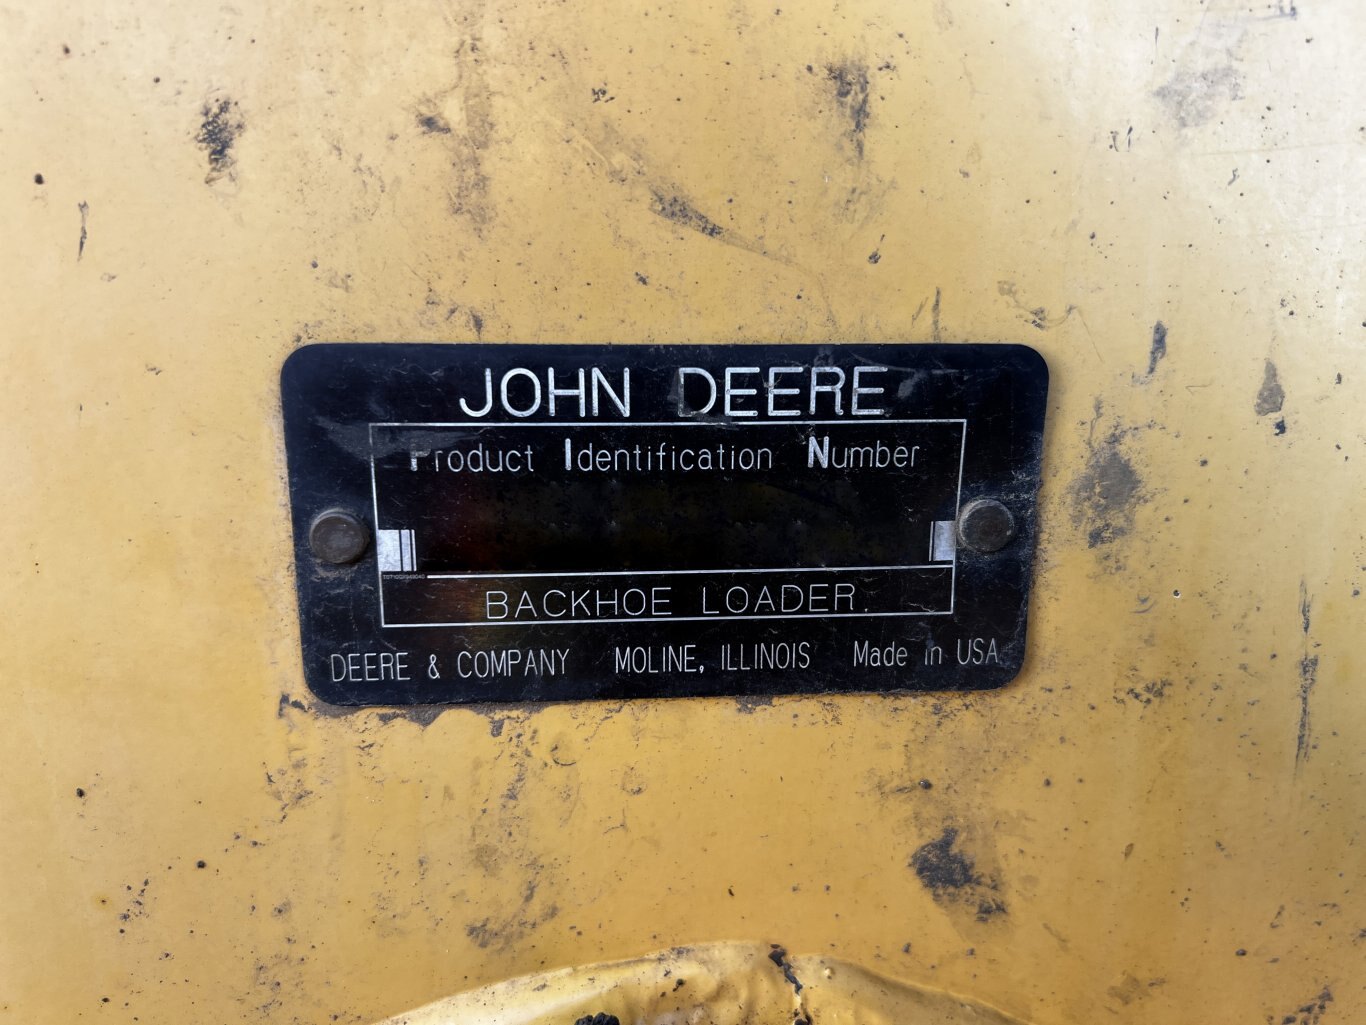 JOHN DEERE
Product Identification Number
BACKHOE LOADER.
DEERE & COMPANY MOLINE, ILLINOIS Made in USA